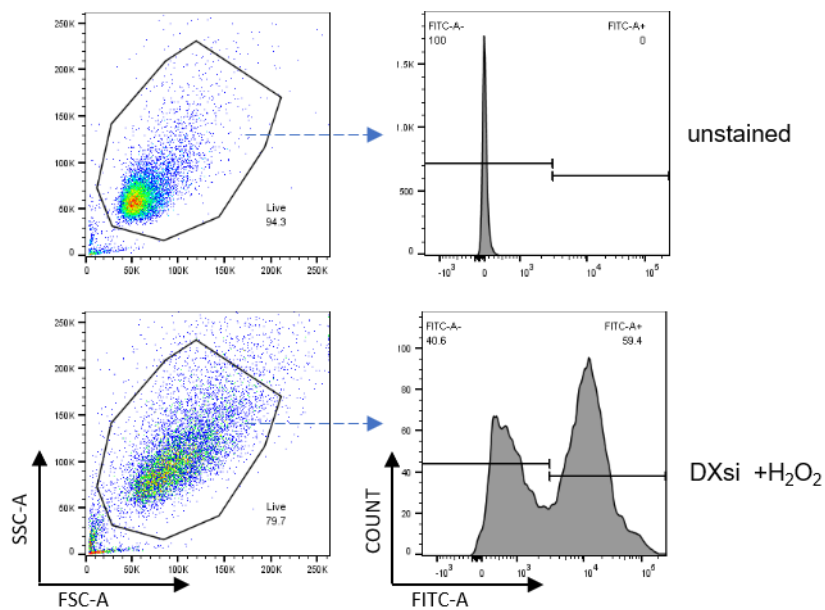 250K
200K
150K
100K
50K
0
Live
94.3
0 50K 100K 150K 200K 250K
FITC-A-
100
FITC-A+
0
1.5K
1.0K
500
0
-10³ 0 10³ 10⁴ 10⁵
unstained
250K
200K
150K
100K
50K
0
Live
79.7
0 50K 100K 150K 200K 250K
SSC-A
FSC-A
FITC-A-
40.6
FITC-A+
59.4
100
80
60
40
20
0
-10³ 0 10³ 10⁴ 10⁵
COUNT
FITC-A
DXsi +H₂O₂